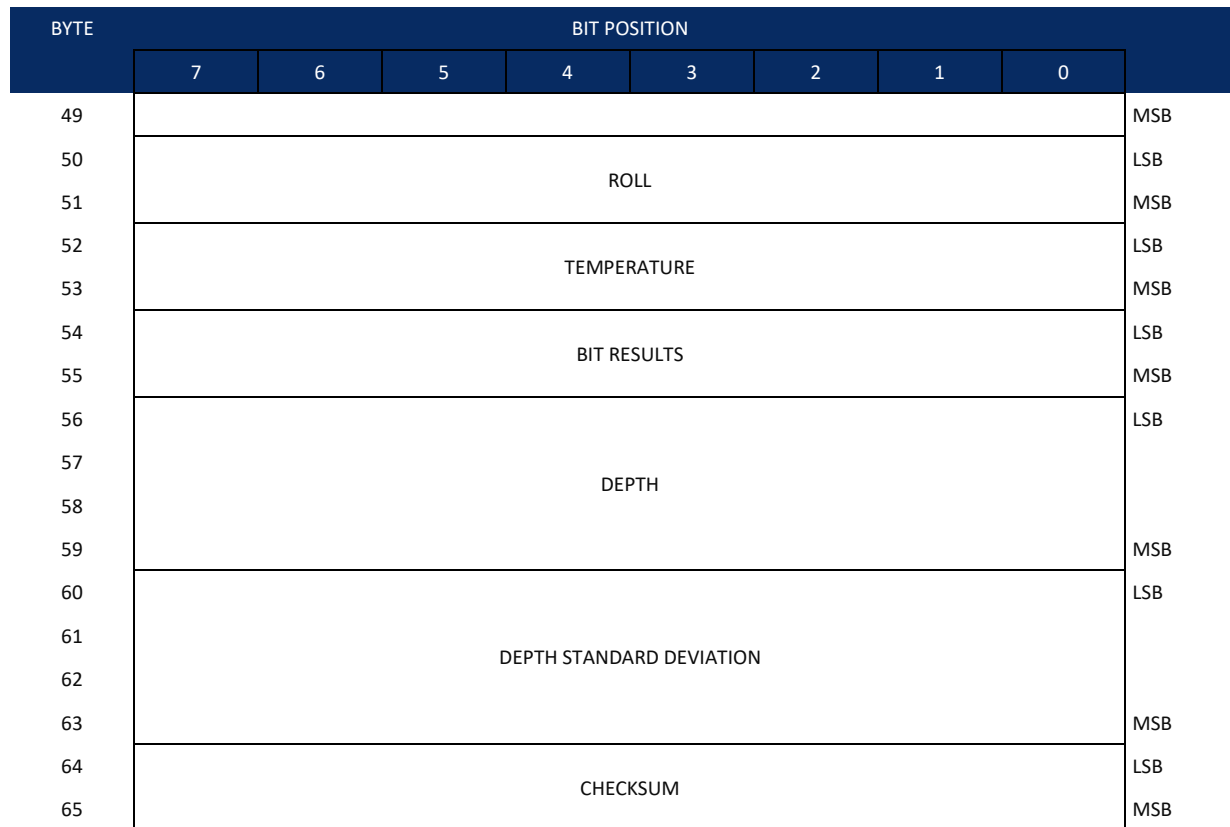 BYTE BIT POSITION
7 6 5 4 3 2 1 0
49 MSB
50 LSB
ROLL
51 MSB
52 LSB
TEMPERATURE
53 MSB
54 LSB
BIT RESULTS
55 MSB
56 LSB
57
DEPTH
58
59 MSB
60 LSB
61
DEPTH STANDARD DEVIATION
62
63 MSB
64 LSB
CHECKSUM
65 MSB